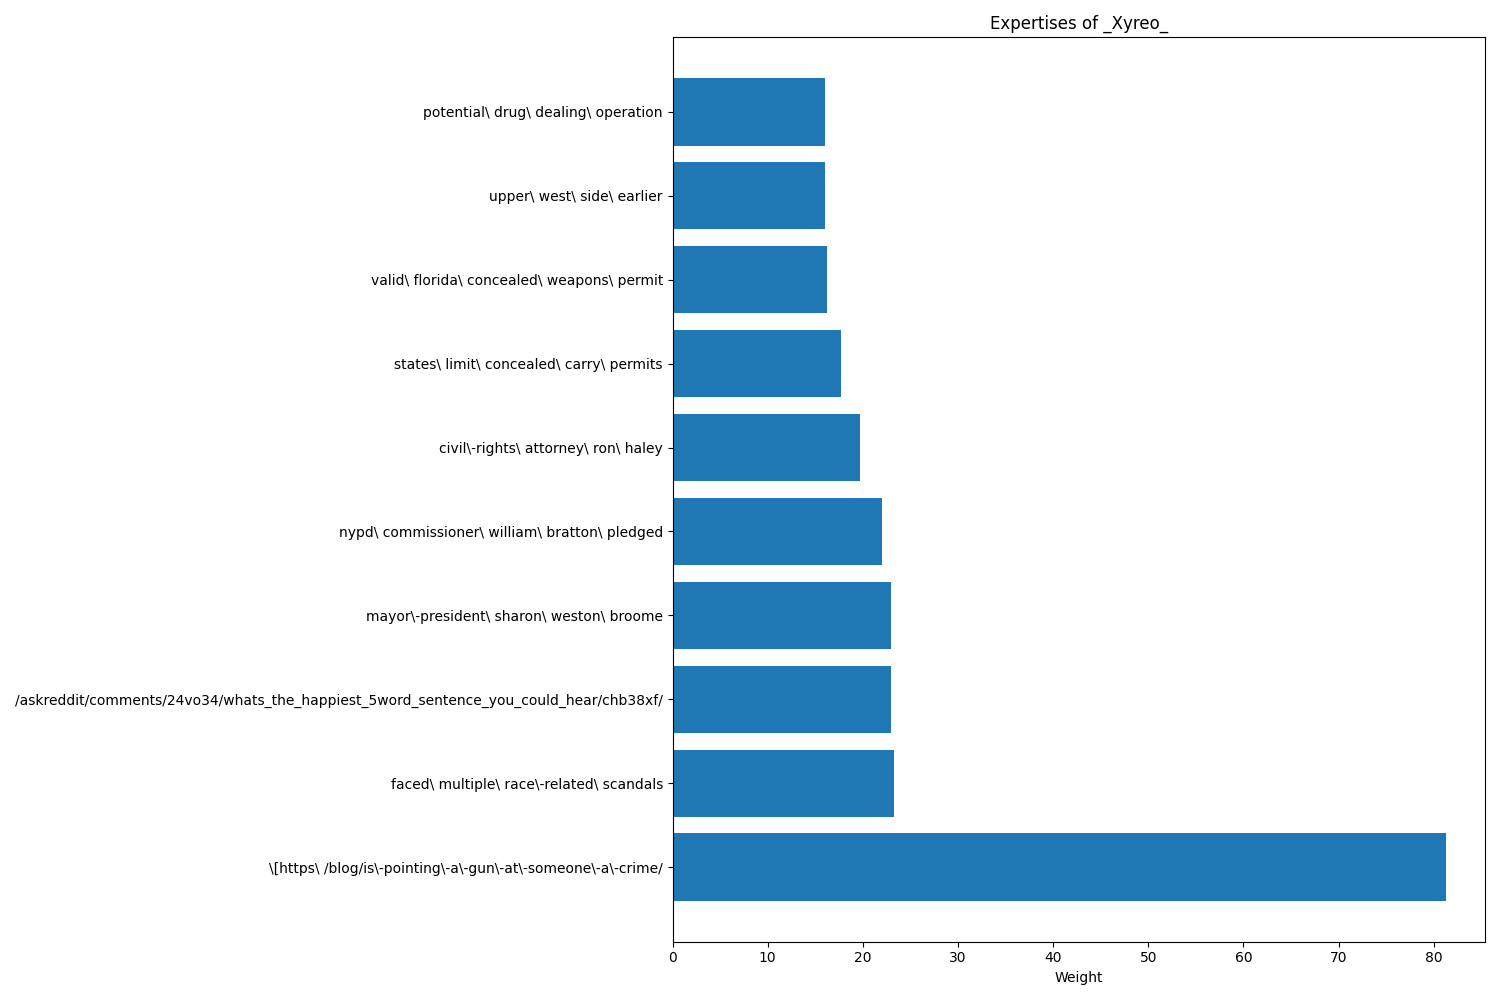 Expertises of _Xyreo_
potential\ drug\ dealing\ operation
upper\ west\ side\ earlier
valid\ florida\ concealed\ weapons\ permit
states\ limit\ concealed\ carry\ permits
civil\-rights\ attorney\ ron\ haley
nypd\ commissioner\ william\ bratton\ pledged
mayor\-president\ sharon\ weston\ broome
/askreddit/comments/24vo34/whats_the_happiest_5word_sentence_you_could_hear/chb38xf/
faced\ multiple\ race\-related\ scandals
\[https\ /blog/is\-pointing\-a\-gun\-at\-someone\-a\-crime/
0 10 20 30 40 50 60 70 80
Weight